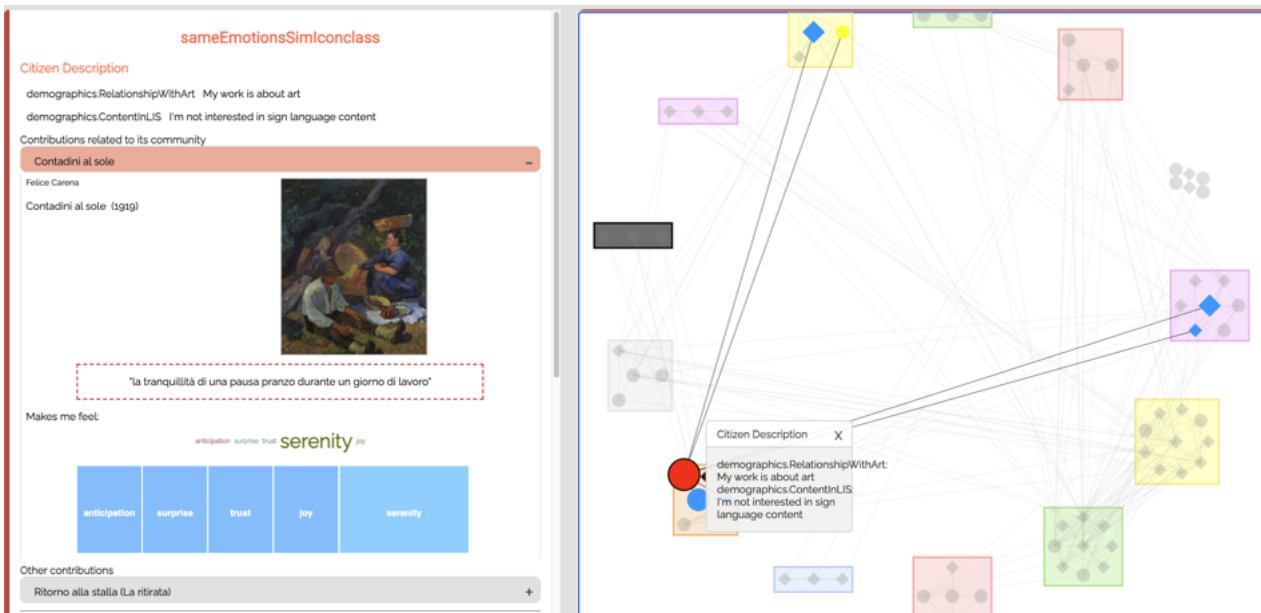 sameEmotionsSimIconclass
Citizen Description
demographics.RelationshipWithArt My work is about art
demographics.ContentInLIS I'm not interested in sign language content
Contributions related to its community
Contadini al sole –
Felice Carena
Contadini al sole (1919)
"la tranquillità di una pausa pranzo durante un giorno di lavoro"
Makes me feel:
anticipation surprise trust serenity joy
anticipation surprise trust joy serenity
Other contributions
Ritorno alla stalla (La ritirata) +
Citizen Description X
demographics.RelationshipWithArt:
My work is about art
demographics.ContentInLIS:
I'm not interested in sign
language content